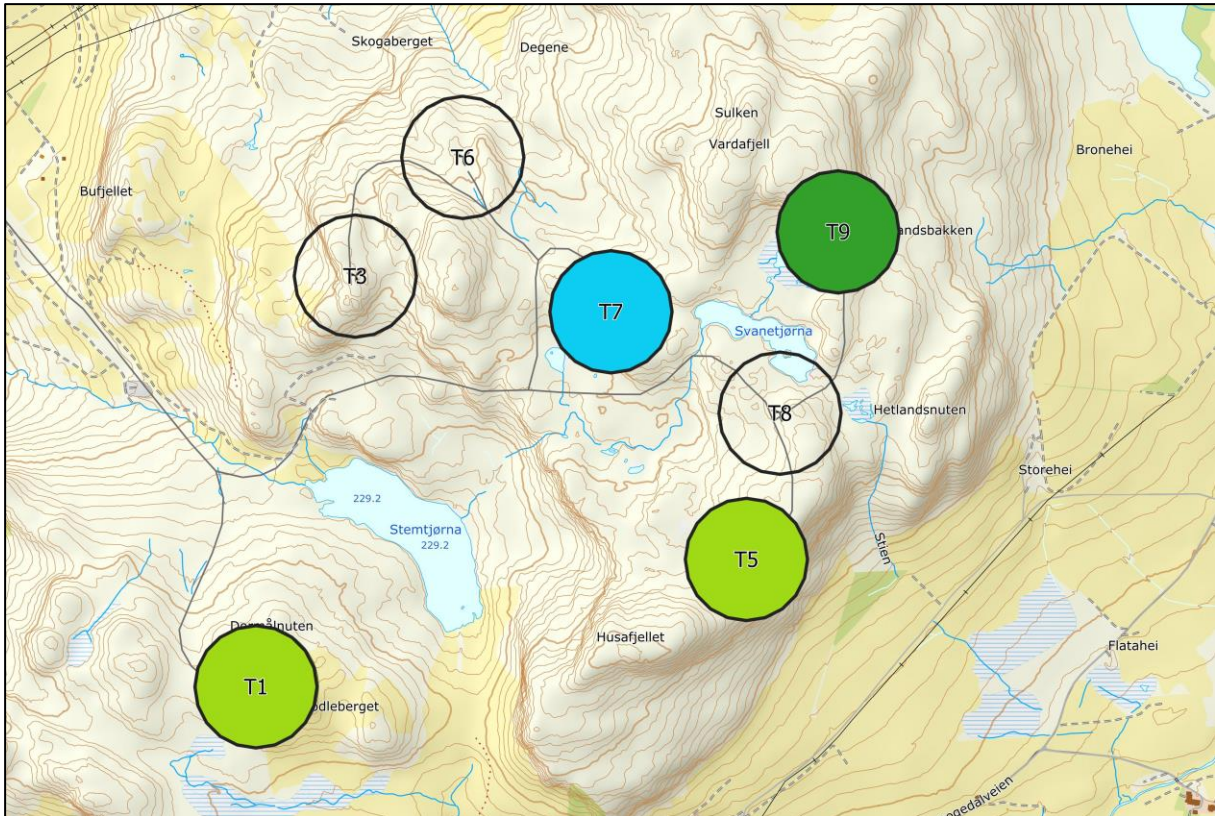 Skogaberget
Degene
Sulken
Vardafjell
Bronehei
T6
Bufjellet
T9
andsbakken
T3
T7
Svanetjørna
T8
Hetlandsnuten
Storehei
229.2
Stemtjørna
229.2
Stien
T5
Husafjellet
Flatahei
T1
ødleberget
ogedalveien